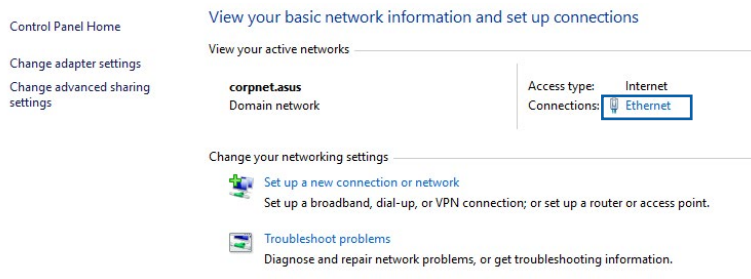 Control Panel Home
Change adapter settings
Change advanced sharing
settings
View your basic network information and set up connections
View your active networks
corpnet.asus
Domain network
Access type: Internet
Connections: Ethernet
Change your networking settings
Set up a new connection or network
Set up a broadband, dial-up, or VPN connection; or set up a router or access point.
Troubleshoot problems
Diagnose and repair network problems, or get troubleshooting information.